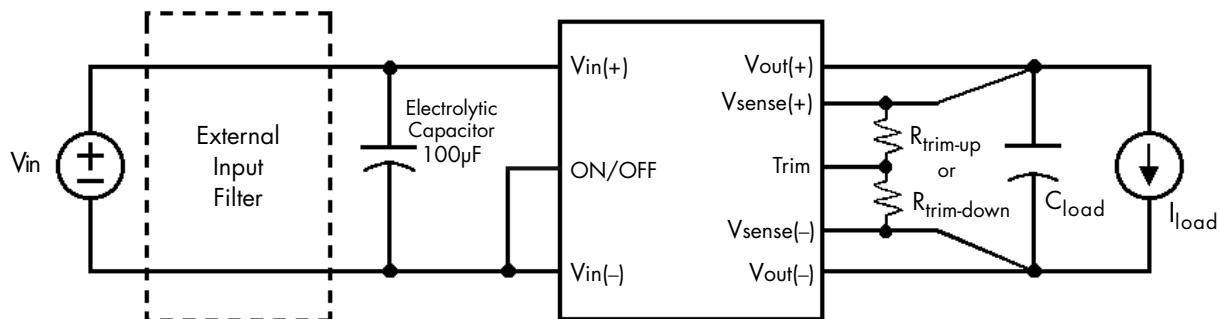 Vin
+
−
External
Input
Filter
Electrolytic
Capacitor
100µF
Vin(+)
ON/OFF
Vin(−)
Vout(+)
Vsense(+)
Trim
Vsense(−)
Vout(−)
Rtrim-up
or
Rtrim-down
Cload
Iload